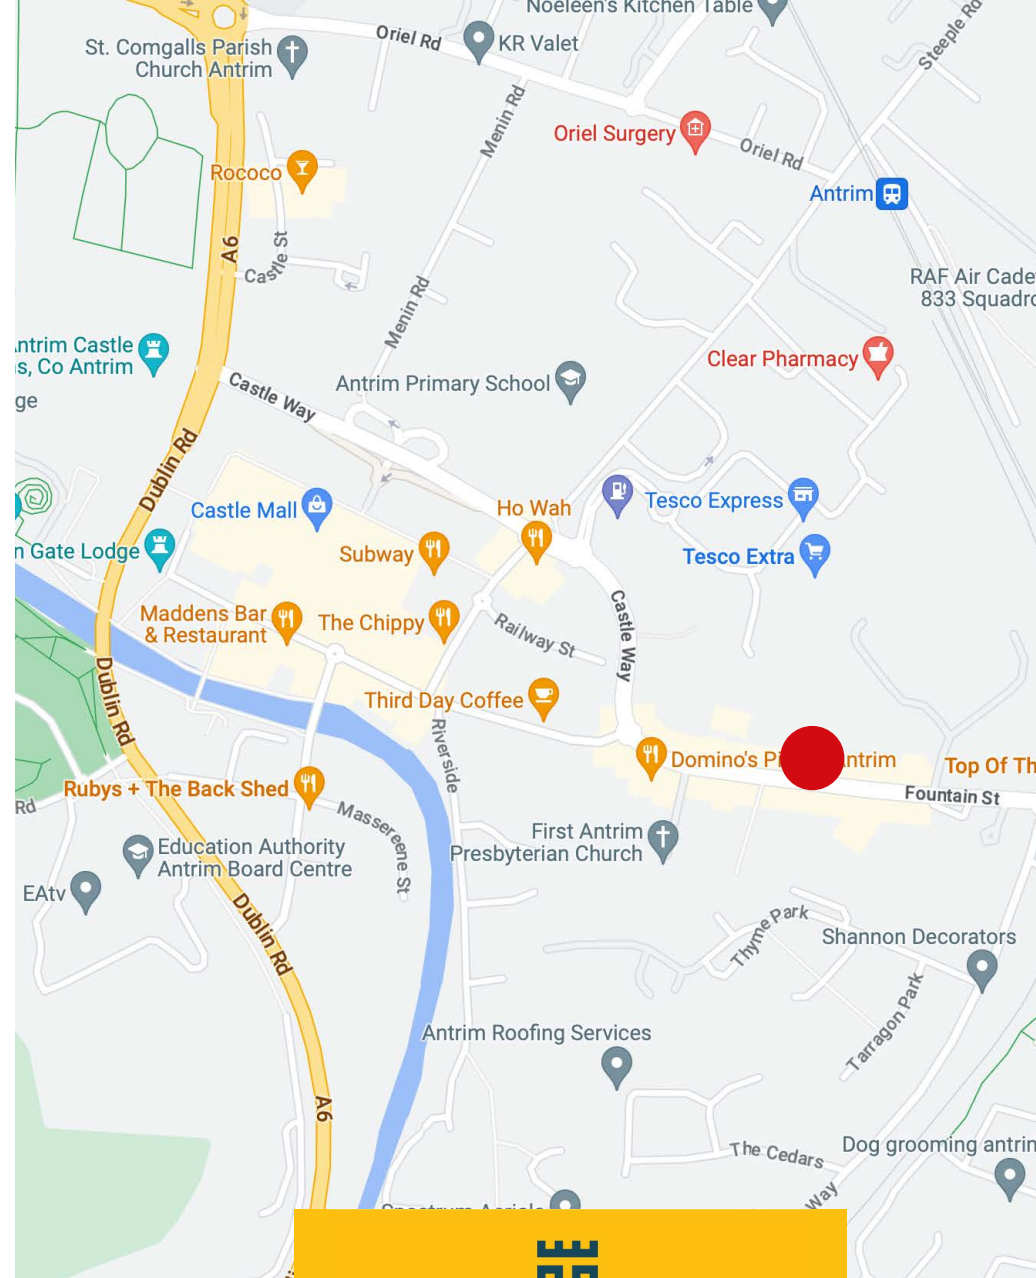 Noeleen's Kitchen Table
Oriel Rd
KR Valet
Steeple Rd
St. Comgalls Parish
Church Antrim
Menin Rd
Oriel Surgery
Oriel Rd
Rococo
Antrim
A6
Castle St
RAF Air Cade
833 Squadro
Menin Rd
ntrim Castle
s, Co Antrim
Clear Pharmacy
Antrim Primary School
ge
Castle Way
Dublin Rd
Castle Mall
Ho Wah
Tesco Express
Subway
Tesco Extra
n Gate Lodge
Maddens Bar
& Restaurant
The Chippy
Railway St
Castle Way
Dublin Rd
Third Day Coffee
Riverside
Domino's Pi
ntrim
Top Of Th
Rubys + The Back Shed
Fountain St
Rd
Massereene St
First Antrim
Presbyterian Church
Education Authority
Antrim Board Centre
EAtv
Dublin Rd
Thyme Park
Shannon Decorators
Tarragon Park
Antrim Roofing Services
A6
The Cedars
Dog grooming antrim
Way